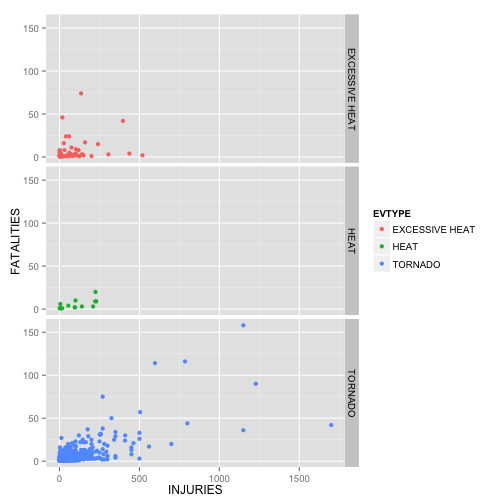 150
100
50
0
EXCESSIVE HEAT
150
100
50
0
HEAT
150
100
50
0
TORNADO
FATALITIES
0
500
1000
1500
INJURIES
EVTYPE
EXCESSIVE HEAT
HEAT
TORNADO